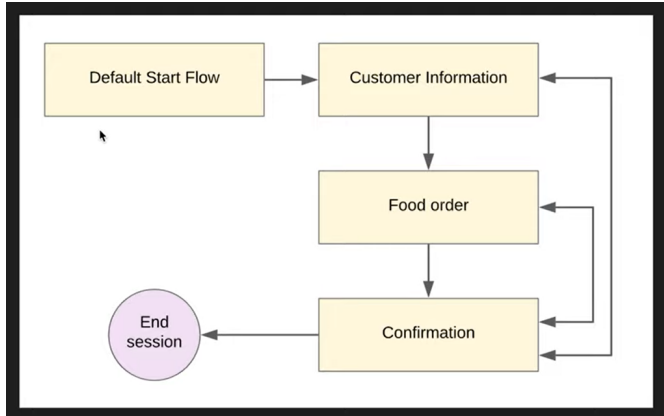 Default Start Flow
Customer Information
Food order
Confirmation
End
session